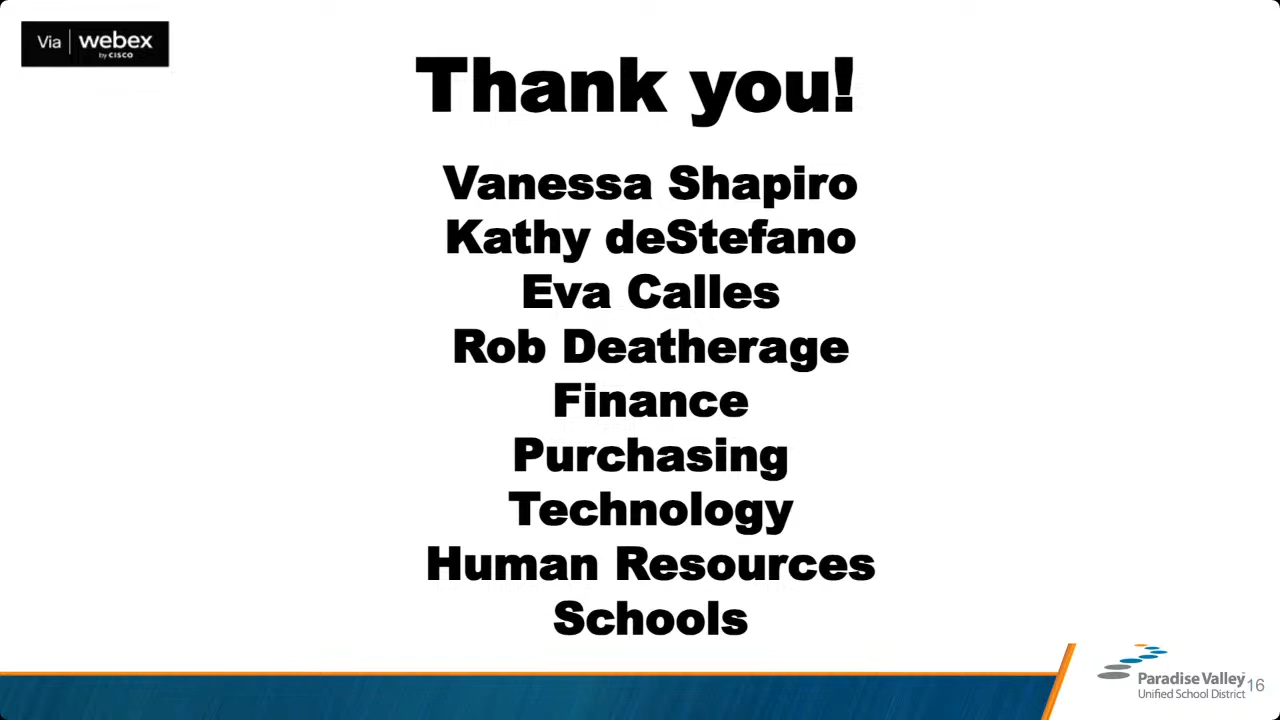 Via | webex
by CISCO
Thank you!
Vanessa Shapiro
Kathy deStefano
Eva Calles
Rob Deatherage
Finance
Purchasing
Technology
Human Resources
Schools
Paradise Valley
Unified School District
16